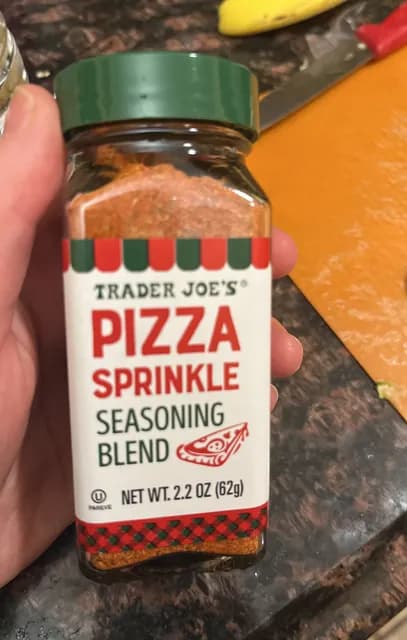 TRADER JOE'S®
PIZZA
SPRINKLE
SEASONING
BLEND
U
PAREVE
NET WT. 2.2 OZ (62g)